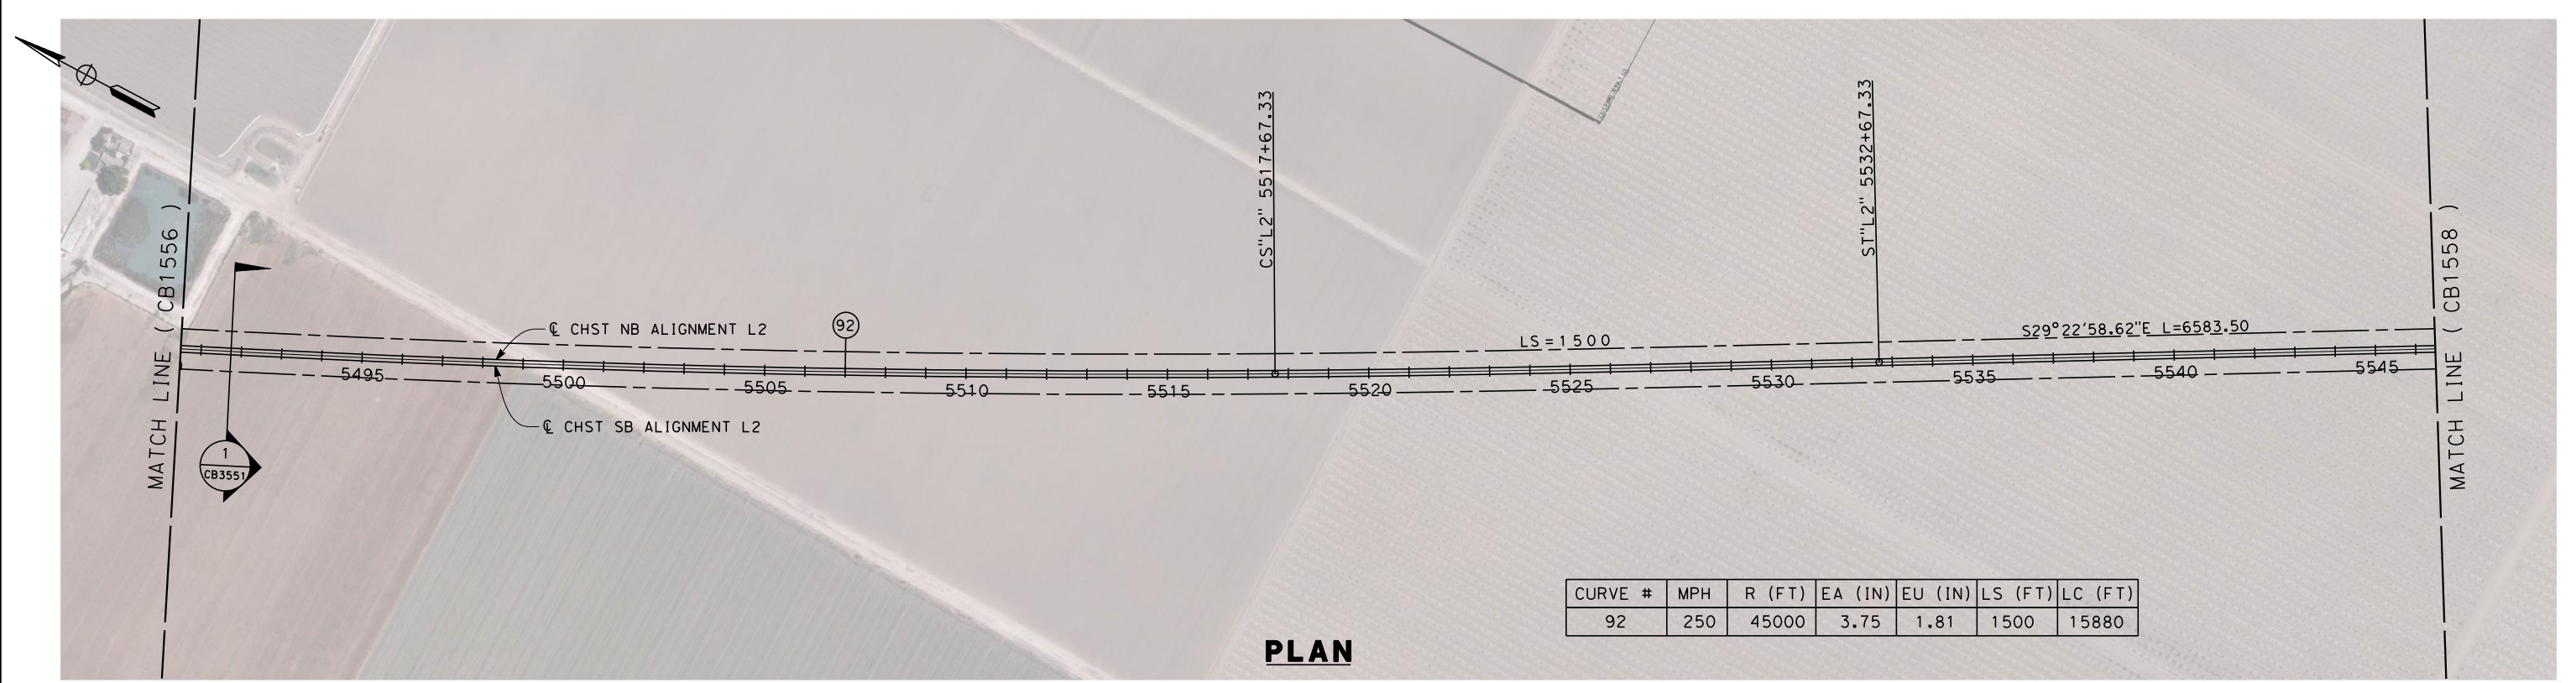 CS"L2" 5517+67.33
ST"L2" 5532+67.33
MATCH LINE ( CB1556 )
MATCH LINE ( CB1558 )
℄ CHST NB ALIGNMENT L2
92
LS=1500
S29°22'58.62"E L=6583.50
5495
5500
5505
5510
5515
5520
5525
5530
5535
5540
5545
℄ CHST SB ALIGNMENT L2
1
CB3551
CURVE # MPH R (FT) EA (IN) EU (IN) LS (FT) LC (FT)
92 250 45000 3.75 1.81 1500 15880
PLAN